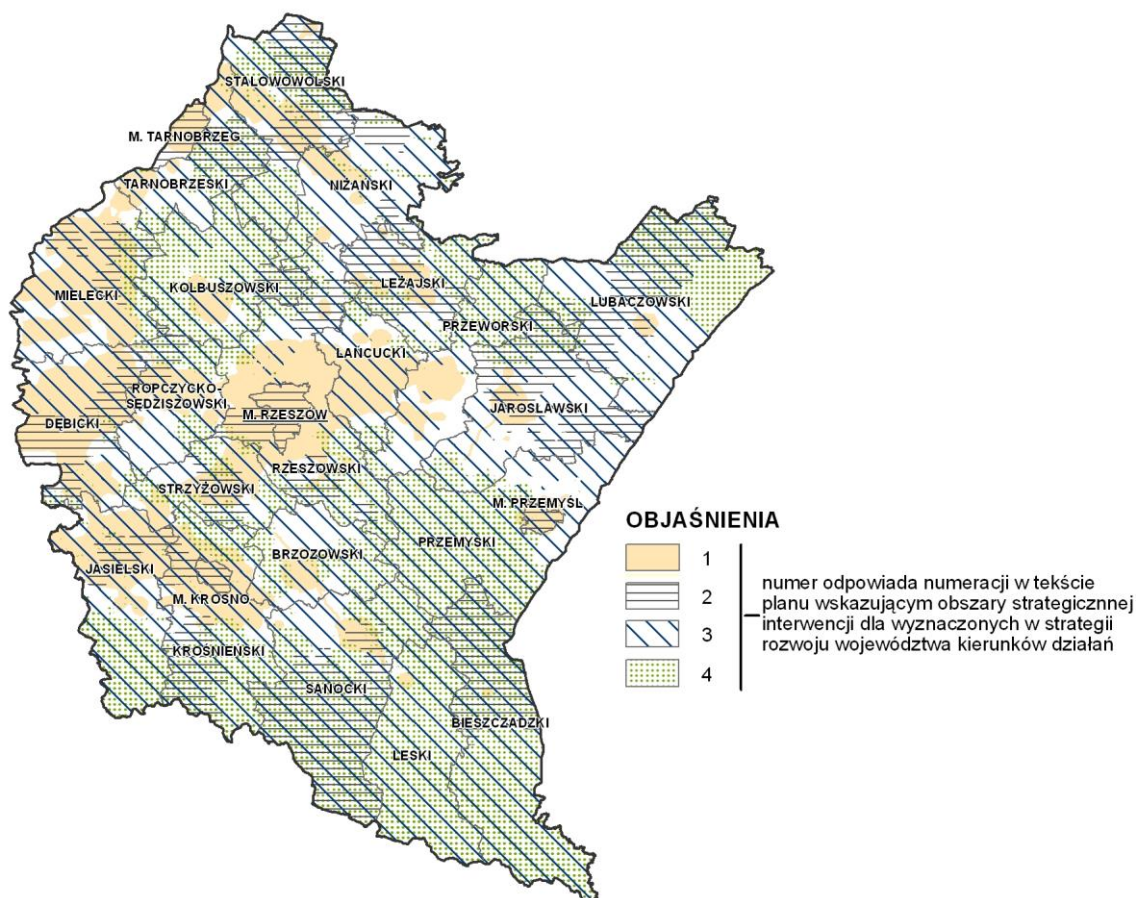 STALOWOWOLSKI
M. TARNOBRZEG
TARNOBRZESKI
NIŻAŃSKI
MIELECKI
KOLBUSZOWSKI
LEŻAJSKI
LUBACZOWSKI
PRZEWORSKI
ŁAŃCUCKI
ROPCZYCKO-
SĘDZISZOWSKI
M. RZESZÓW
JAROSŁAWSKI
DĘBICKI
RZESZOWSKI
STRZYŻOWSKI
M. PRZEMYŚL
BRZOZOWSKI
PRZEMYSKI
JASIELSKI
M. KROSNO
KROŚNIEŃSKI
SANOCKI
BIESZCZADZKI
LESKI
OBJAŚNIENIA
1
2
3
4
numer odpowiada numeracji w tekście
planu wskazującym obszary strategicznnej
interwencji dla wyznaczonych w strategii
rozwoju województwa kierunków działań